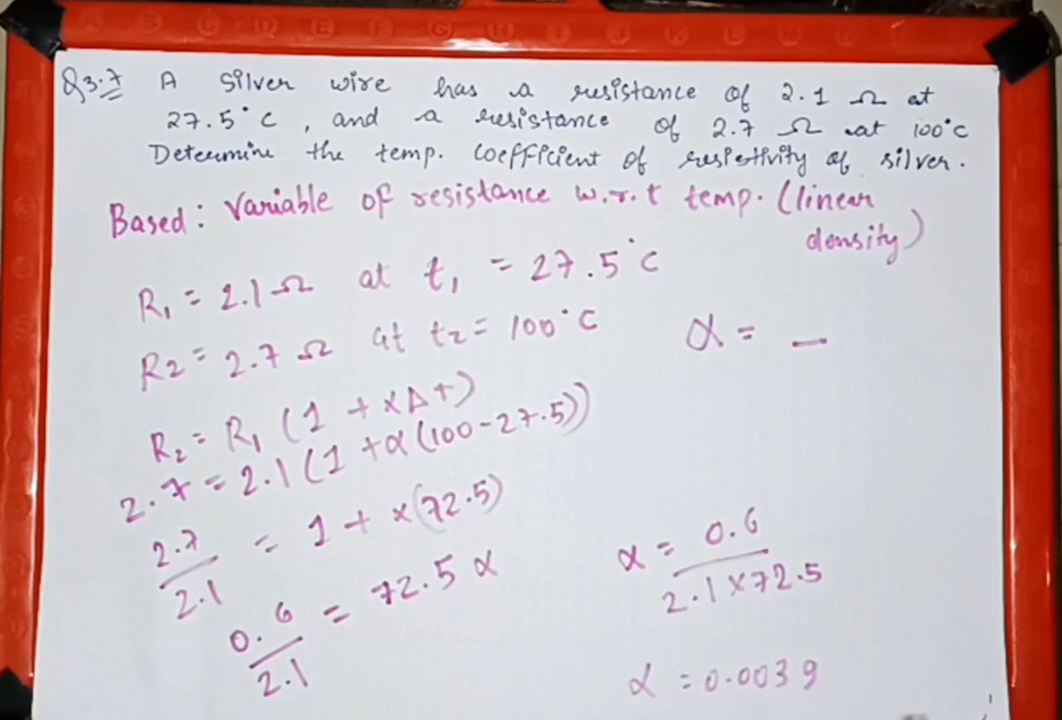 A B C D E F G H I J K L M N
Q3.7 A Silver wire has a resistance of 2.1 Ω at
27.5°C, and a resistance of 2.7 Ω at 100°C
Determine the temp. Coefficient of resistivity of silver.
Based: Variable of resistance w.r.t temp. (linear
density)
R₁ = 2.1 Ω at t₁ = 27.5°C
R2 = 2.7 Ω at t2 = 100°C α = —
R₂ = R₁ (1 + α Δ t)
2.7 = 2.1 (1 + α (100-27.5))
2.7/2.1 = 1 + α (72.5)
0.6/2.1 = 72.5 α
α = 0.6/2.1×72.5
α = 0.0039